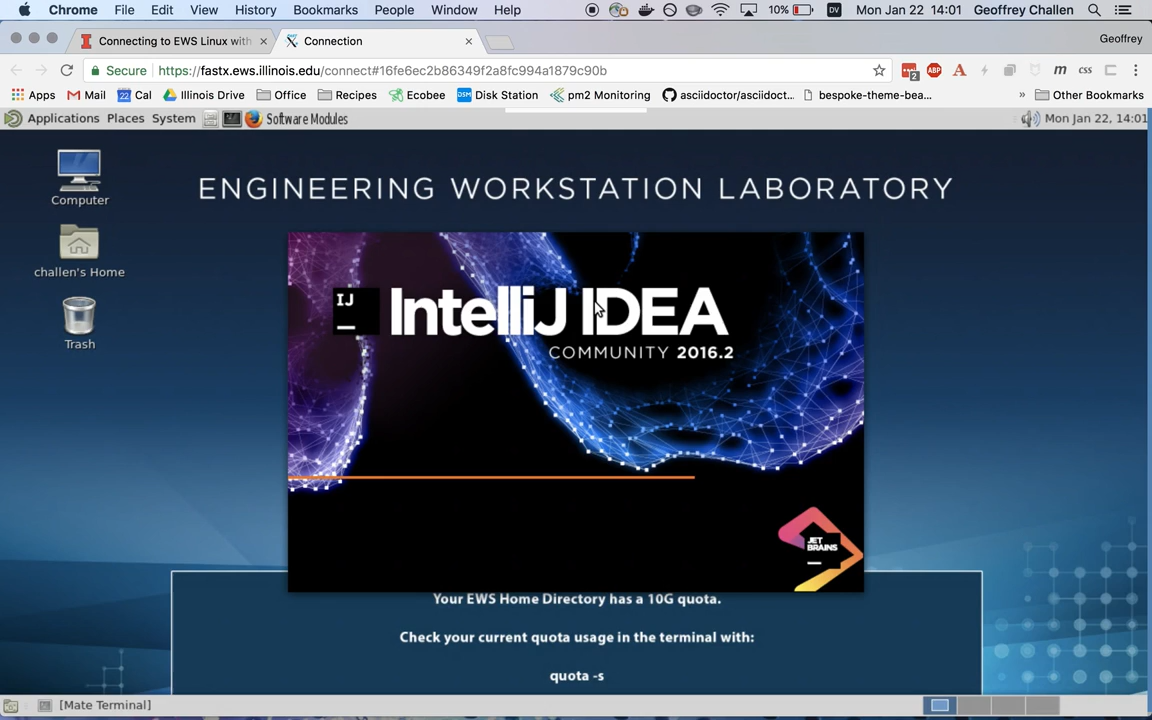 Chrome File Edit View History Bookmarks People Window Help 10% DV Mon Jan 22 14:01 Geoffrey Challen
Connecting to EWS Linux with Connection Geoffrey
Secure https://fastx.ews.illinois.edu/connect#16fe6ec2b86349f2a8fc994a1879c90b 2 ABP A m css
Apps Mail 22 Cal Illinois Drive Office Recipes Ecobee DSM Disk Station pm2 Monitoring asciidoctor/asciidoct... bespoke-theme-bea... » Other Bookmarks
Applications Places System Software Modules Mon Jan 22, 14:01
ENGINEERING WORKSTATION LABORATORY
Computer
challen's Home
Trash
IJ IntelliJ IDEA
COMMUNITY 2016.2
JET
BRAINS
Your EWS Home Directory has a 10G quota.
Check your current quota usage in the terminal with:
quota -s
[Mate Terminal]